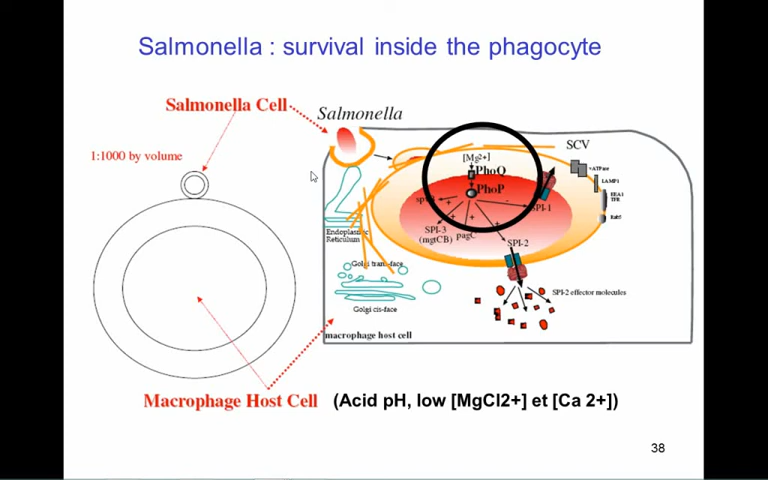 Salmonella : survival inside the phagocyte
Salmonella Cell
Salmonella
1:1000 by volume
SCV
[Mg2+]
PhoQ
PhoP
vATPase
LAMP1
EEA1
TFR
Rab5
SPI-1
SPI-3
(mgtCB)
pagC
SPI-2
Endoplasmic
Reticulum
Golgi trans-face
Golgi cis-face
SPI-2 effector molecules
macrophage host cell
Macrophage Host Cell (Acid pH, low [MgCl2+] et [Ca 2+])
38